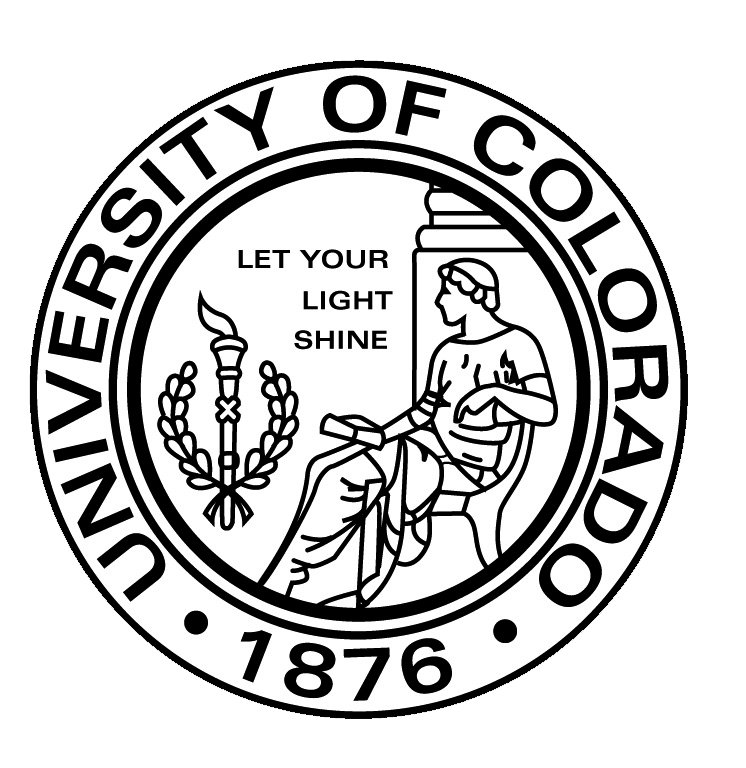 UNIVERSITY OF COLORADO
LET YOUR
LIGHT
SHINE
• 1876 •